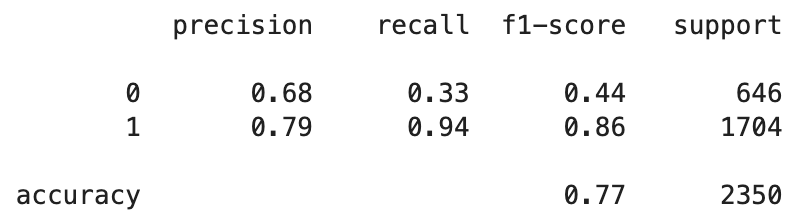 precision recall f1-score support
0 0.68 0.33 0.44 646
1 0.79 0.94 0.86 1704
accuracy 0.77 2350